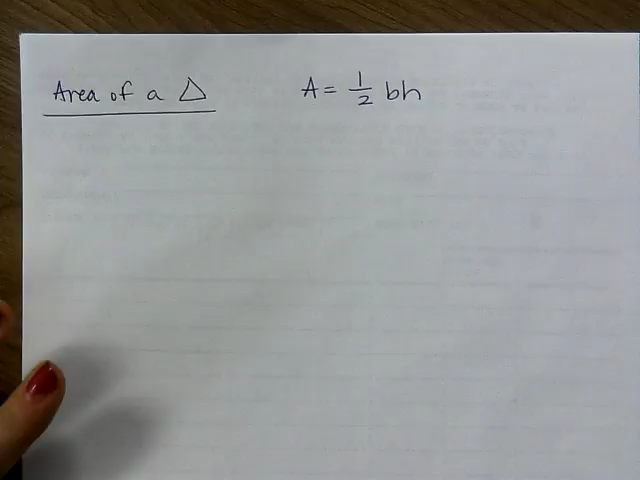 Area of a △
A = 1/2 bh